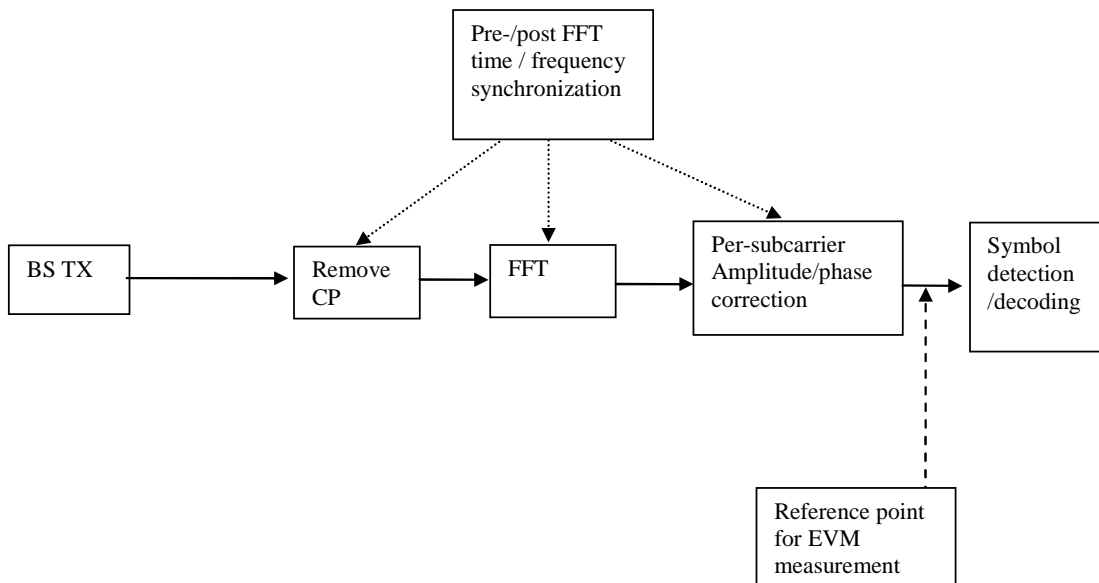 Pre-/post FFT
time / frequency
synchronization
BS TX
Remove
CP
FFT
Per-subcarrier
Amplitude/phase
correction
Symbol
detection
/decoding
Reference point
for EVM
measurement